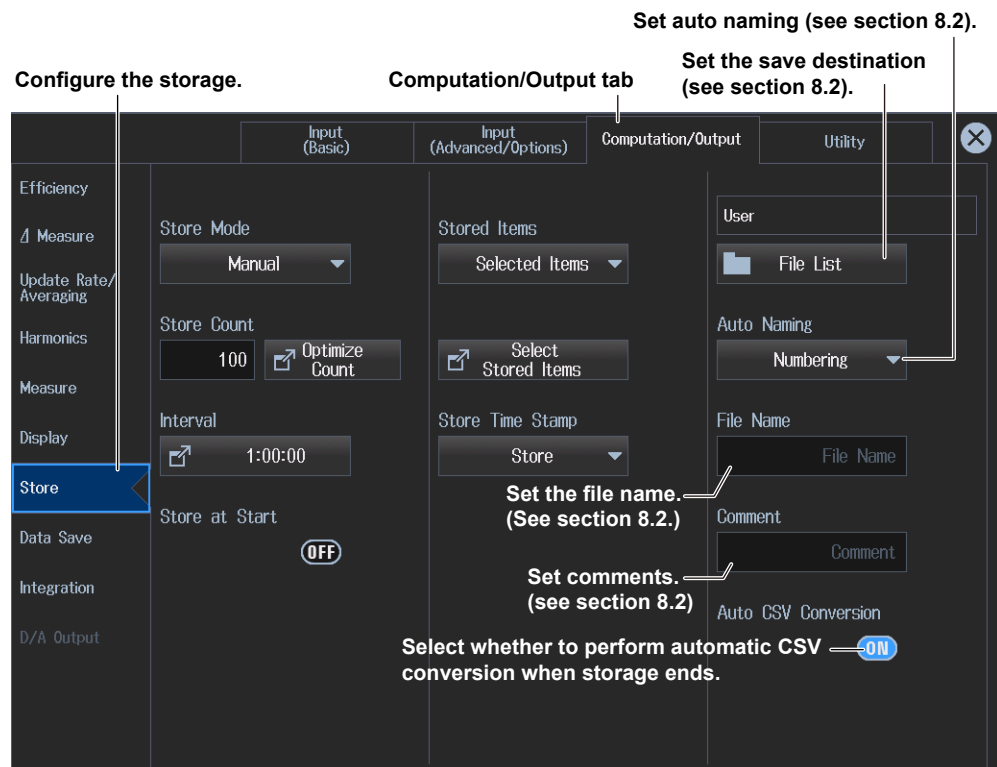 Set auto naming (see section 8.2).
Set the save destination
(see section 8.2).
Configure the storage.
Computation/Output tab
Input
(Basic)
Input
(Advanced/Options)
Computation/Output
Utility
Efficiency
⊿ Measure
Update Rate/
Averaging
Harmonics
Measure
Display
Store
Data Save
Integration
D/A Output
Store Mode
Manual
Store Count
100
Optimize
Count
Interval
1:00:00
Store at Start
OFF
Stored Items
Selected Items
Select
Stored Items
Store Time Stamp
Store
User
File List
Auto Naming
Numbering
File Name
File Name
Set the file name.
(See section 8.2.)
Comment
Comment
Set comments.
(see section 8.2)
Auto CSV Conversion
ON
Select whether to perform automatic CSV
conversion when storage ends.